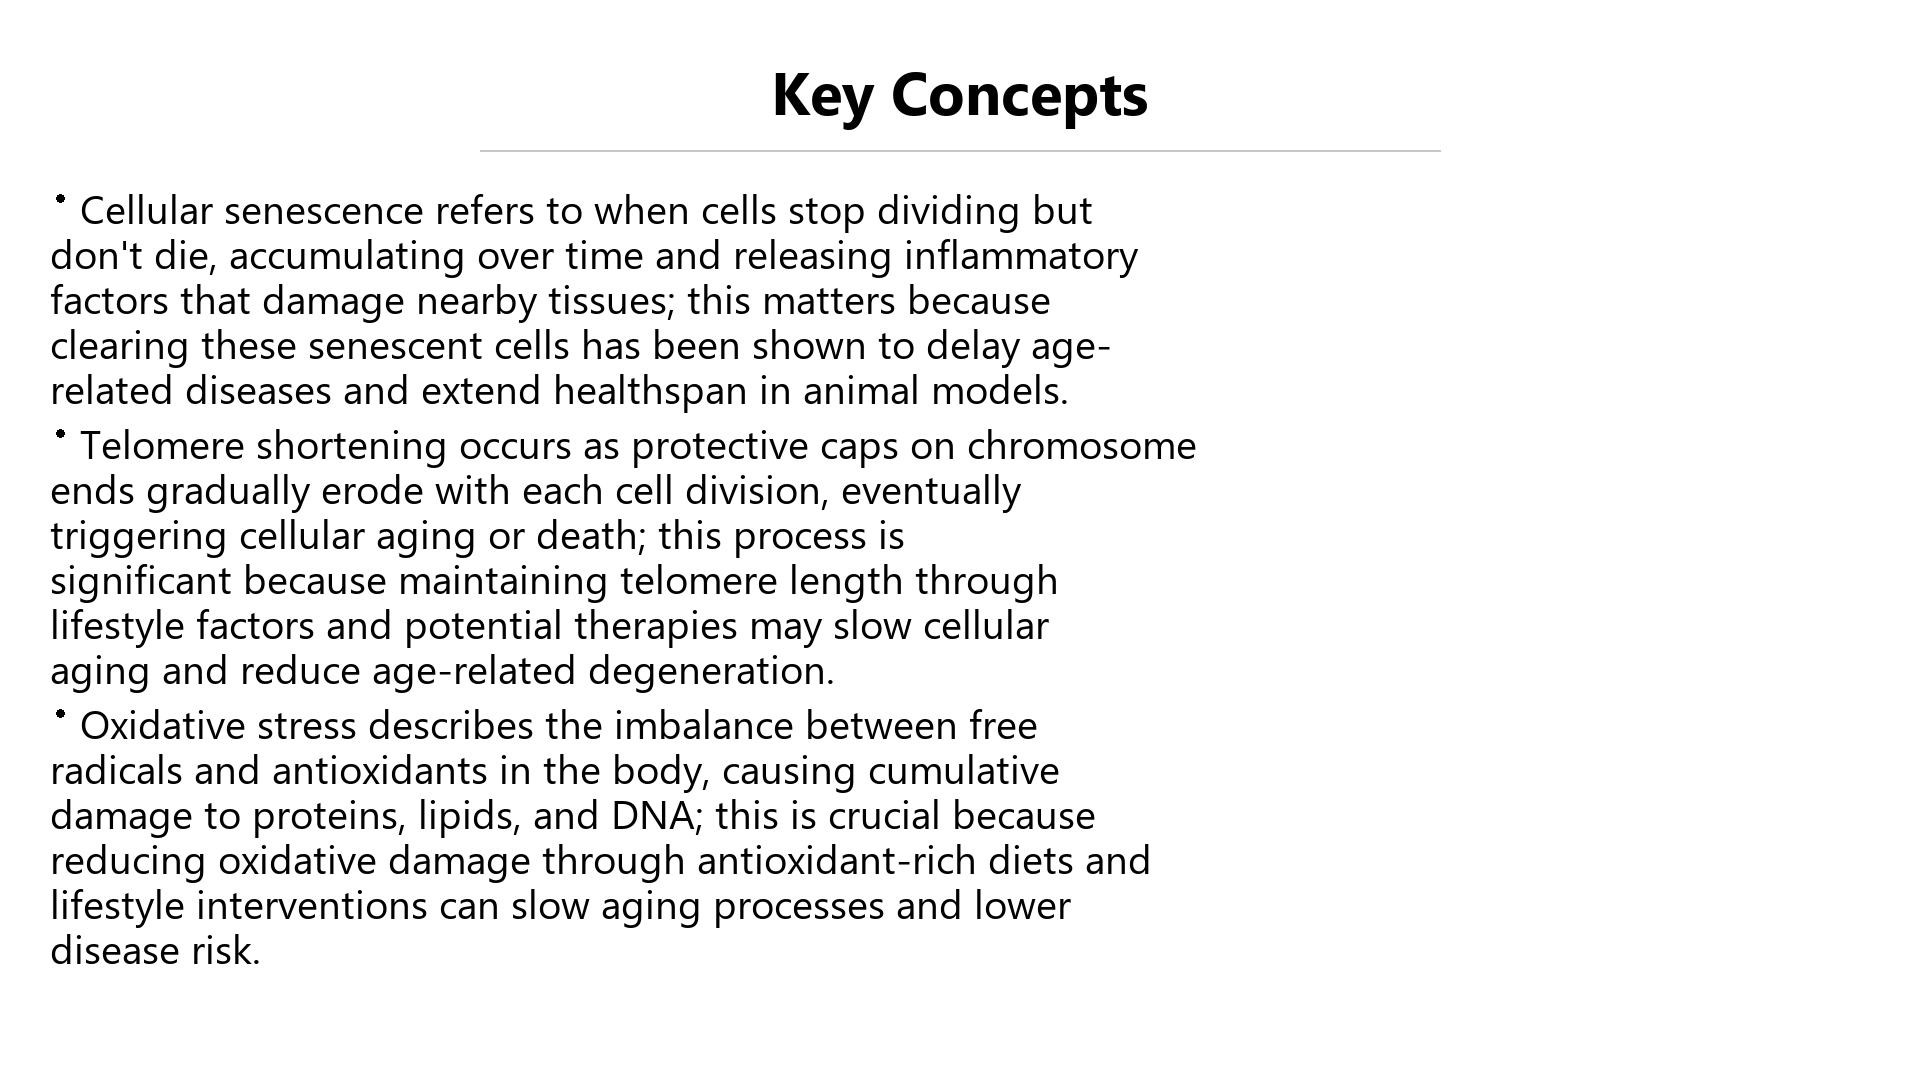 Key Concepts
• Cellular senescence refers to when cells stop dividing but
don't die, accumulating over time and releasing inflammatory
factors that damage nearby tissues; this matters because
clearing these senescent cells has been shown to delay age-
related diseases and extend healthspan in animal models.
• Telomere shortening occurs as protective caps on chromosome
ends gradually erode with each cell division, eventually
triggering cellular aging or death; this process is
significant because maintaining telomere length through
lifestyle factors and potential therapies may slow cellular
aging and reduce age-related degeneration.
• Oxidative stress describes the imbalance between free
radicals and antioxidants in the body, causing cumulative
damage to proteins, lipids, and DNA; this is crucial because
reducing oxidative damage through antioxidant-rich diets and
lifestyle interventions can slow aging processes and lower
disease risk.